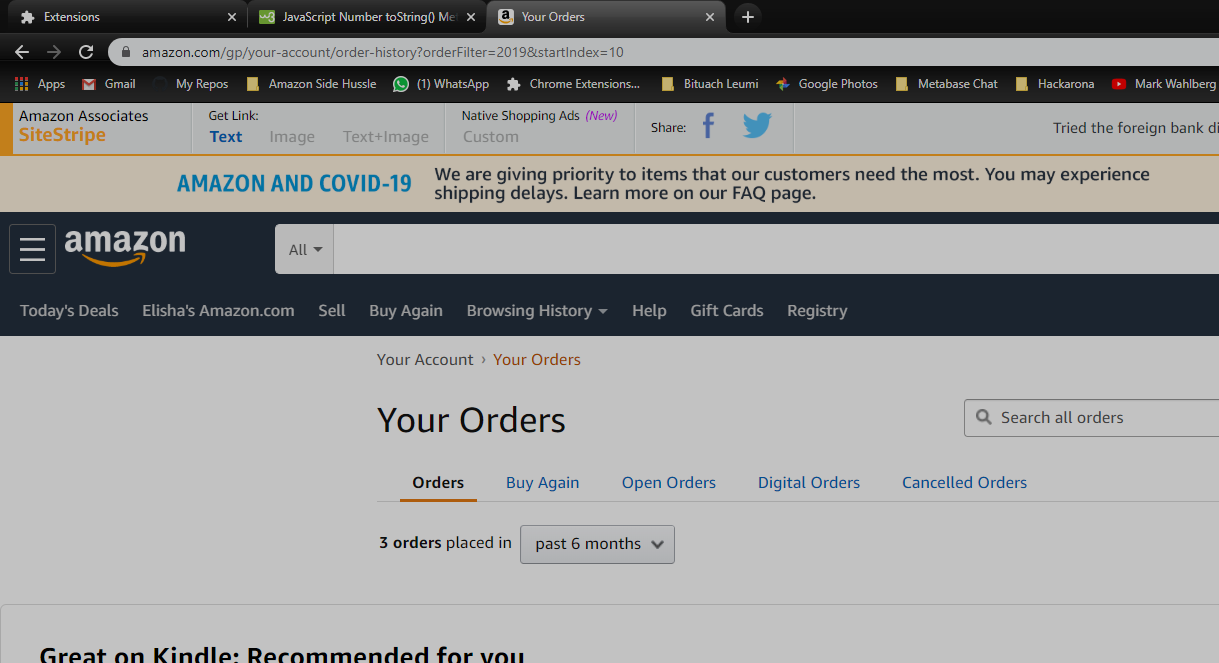 Extensions
JavaScript Number toString() Met
Your Orders
amazon.com/gp/your-account/order-history?orderFilter=2019&startIndex=10
Apps Gmail My Repos Amazon Side Hussle (1) WhatsApp Chrome Extensions... Bituach Leumi Google Photos Metabase Chat Hackarona Mark Wahlberg
Amazon Associates
SiteStripe
Get Link:
Text Image Text+Image
Native Shopping Ads (New)
Custom
Share:
Tried the foreign bank di
AMAZON AND COVID-19
We are giving priority to items that our customers need the most. You may experience
shipping delays. Learn more on our FAQ page.
amazon
All
Today's Deals Elisha's Amazon.com Sell Buy Again Browsing History Help Gift Cards Registry
Your Account › Your Orders
Your Orders
Search all orders
Orders Buy Again Open Orders Digital Orders Cancelled Orders
3 orders placed in past 6 months
Great on Kindle: Recommended for you